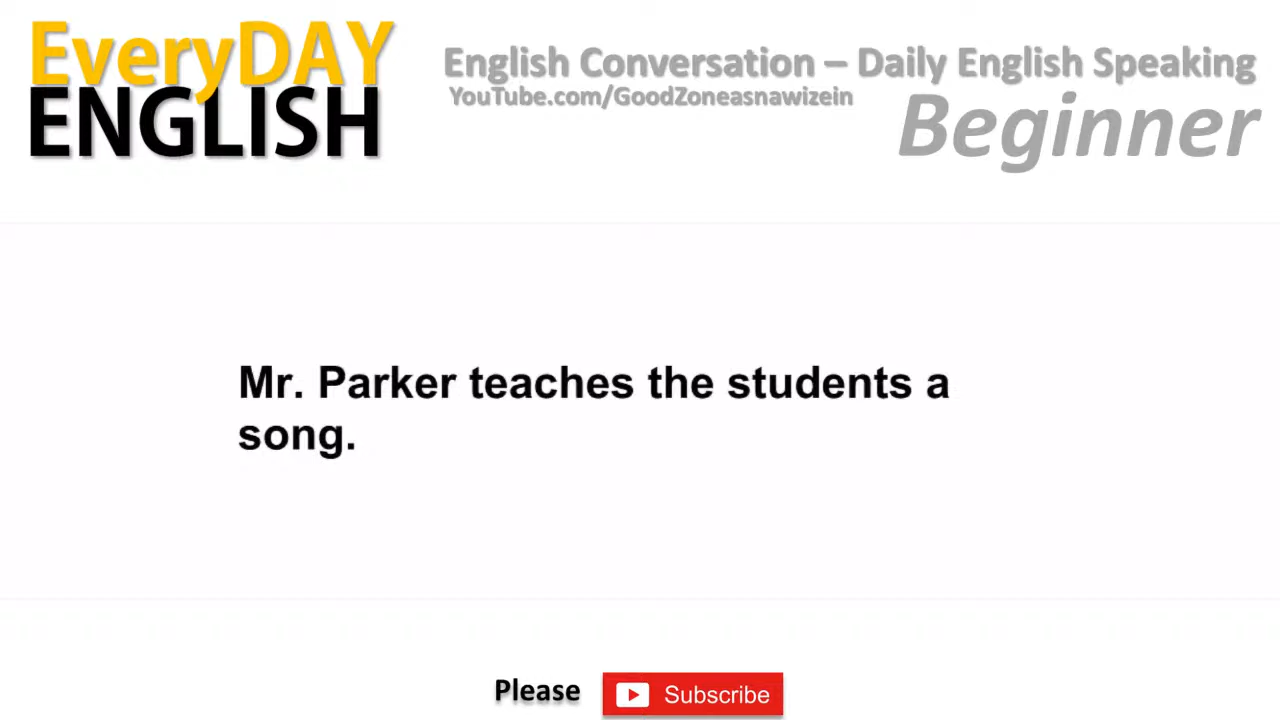 EveryDAY
ENGLISH
English Conversation – Daily English Speaking
YouTube.com/GoodZoneasnawizein
Beginner
Mr. Parker teaches the students a
song.
Please
Subscribe